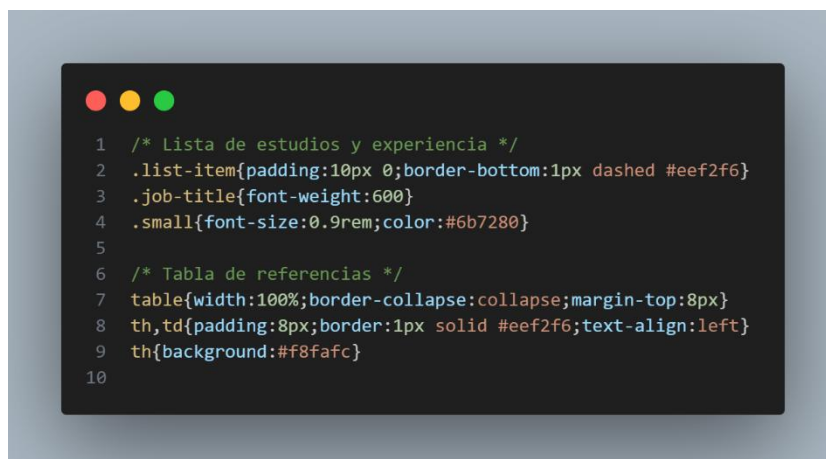 1 /* Lista de estudios y experiencia */
2 .list-item{padding:10px 0;border-bottom:1px dashed #eef2f6}
3 .job-title{font-weight:600}
4 .small{font-size:0.9rem;color:#6b7280}
5
6 /* Tabla de referencias */
7 table{width:100%;border-collapse:collapse;margin-top:8px}
8 th,td{padding:8px;border:1px solid #eef2f6;text-align:left}
9 th{background:#f8fafc}
10